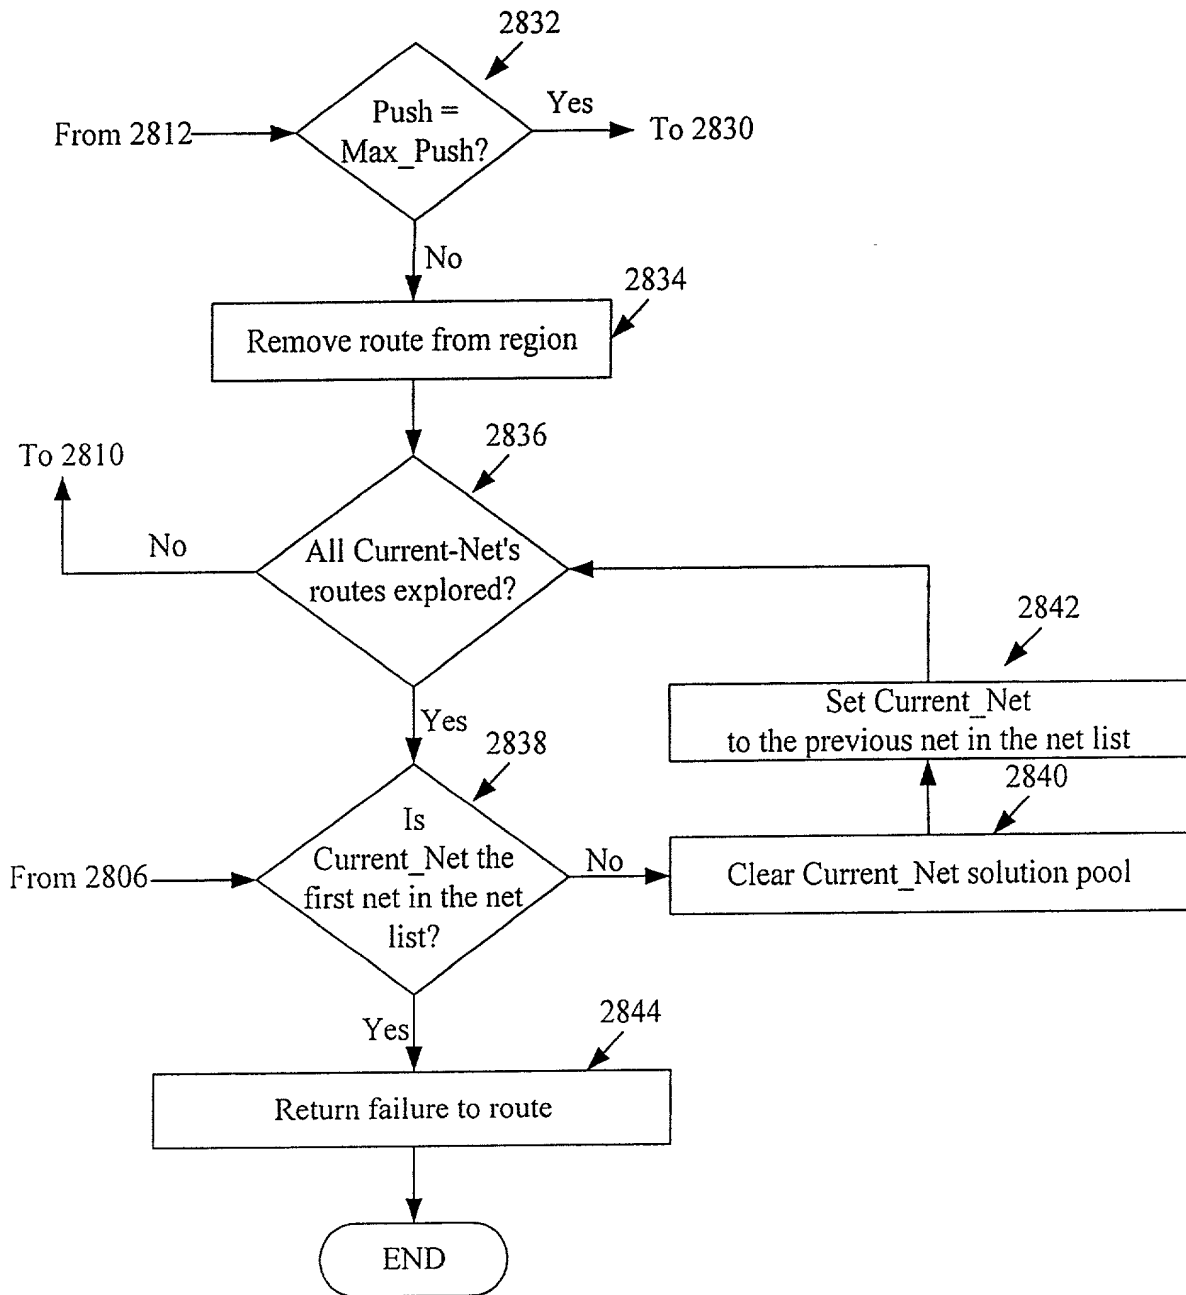 2832
Push =
Max_Push?
Yes
From 2812
To 2830
No
2834
Remove route from region
2836
To 2810
No
All Current-Net's
routes explored?
2842
Set Current_Net
to the previous net in the net list
Yes
2838
2840
Is
Current_Net the
first net in the net
list?
From 2806
No
Clear Current_Net solution pool
Yes
2844
Return failure to route
END